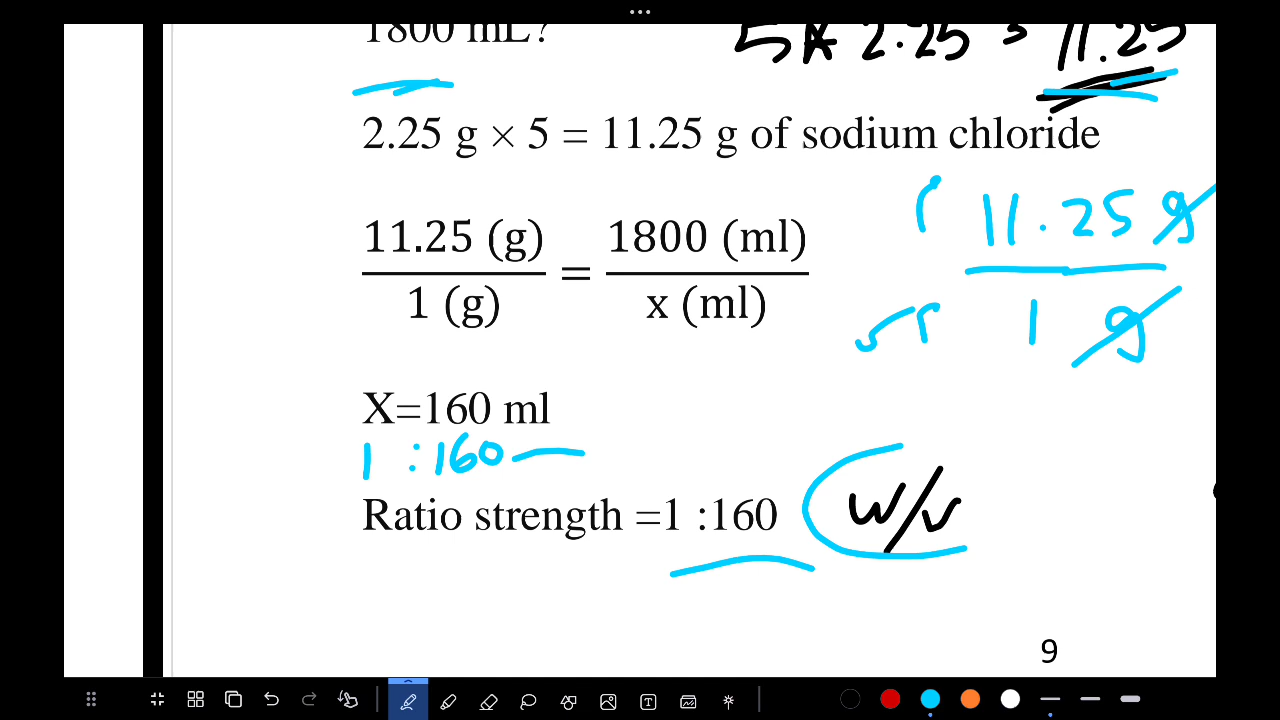 1800 mL?
5 × 2.25 = 11.25
2.25 g × 5 = 11.25 g of sodium chloride
11.25 (g) / 1 (g) = 1800 (ml) / x (ml)
11.25 g
1 g
X=160 ml
1 :160
Ratio strength =1 :160 w/v
9